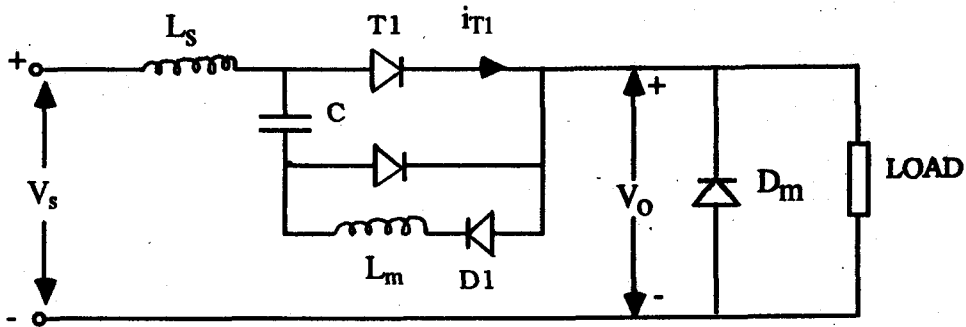 Ls
T1
iT1
+
C
+
Vs
Vo
Dm
LOAD
Lm
D1
-
-